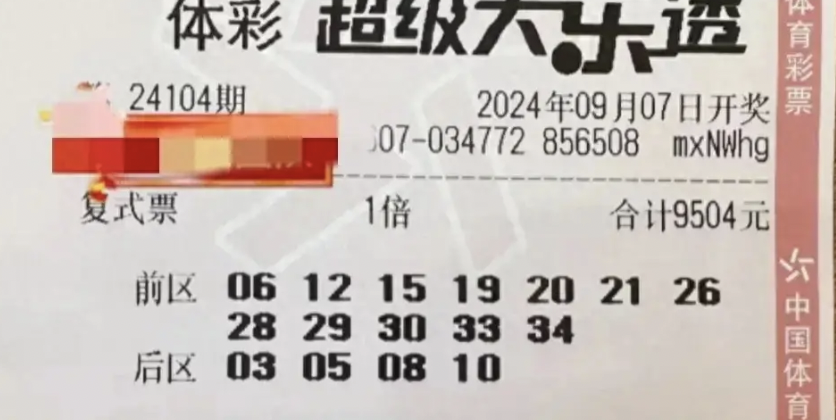 体彩 超级大乐透
24104期 2024年09月07日开奖
07-034772 856508 mxNWhg
复式票 1倍 合计9504元
前区 06 12 15 19 20 21 26
28 29 30 33 34
后区 03 05 08 10
体育彩票
中国体育